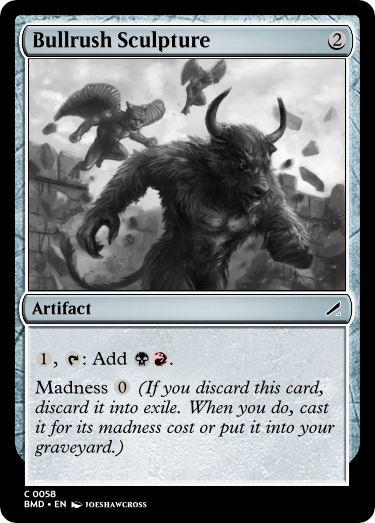 Bullrush Sculpture 2
Artifact
1, : Add .
Madness 0 (If you discard this card,
discard it into exile. When you do, cast
it for its madness cost or put it into your
graveyard.)
C 0058
BMD • EN JOESHAWCROSS